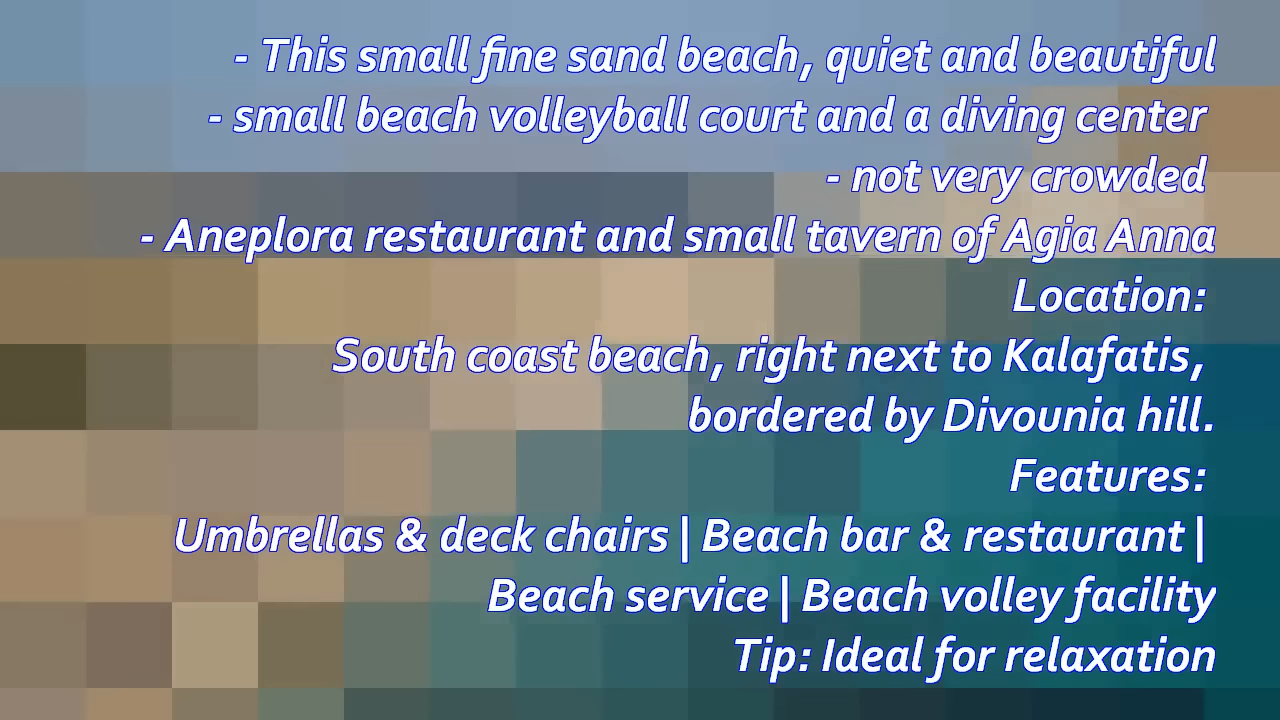 - This small fine sand beach, quiet and beautiful
- small beach volleyball court and a diving center
- not very crowded
- Aneplora restaurant and small tavern of Agia Anna
Location:
South coast beach, right next to Kalafatis,
bordered by Divounia hill.
Features:
Umbrellas & deck chairs | Beach bar & restaurant |
Beach service | Beach volley facility
Tip: Ideal for relaxation